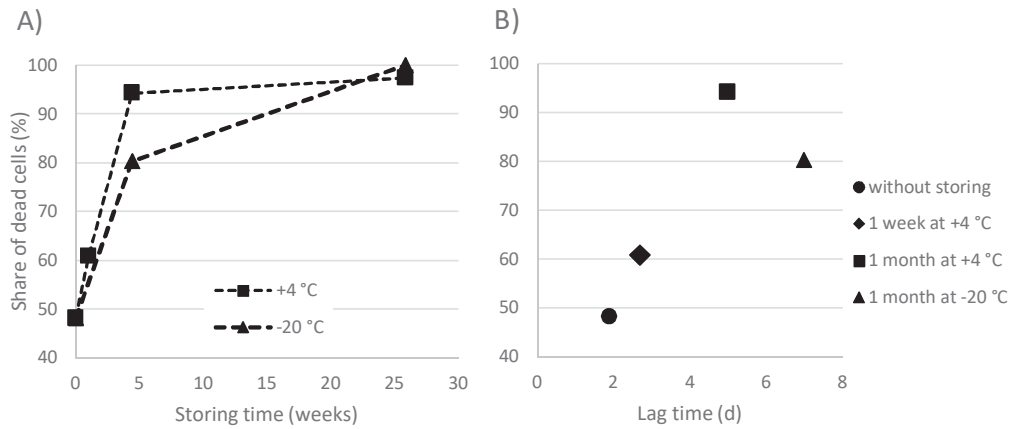 A)
100
90
80
70
60
50
40
Share of dead cells (%)
0 5 10 15 20 25 30
Storing time (weeks)
+4 °C
-20 °C
B)
100
90
80
70
60
50
40
0 2 4 6 8
Lag time (d)
without storing
1 week at +4 °C
1 month at +4 °C
1 month at -20 °C